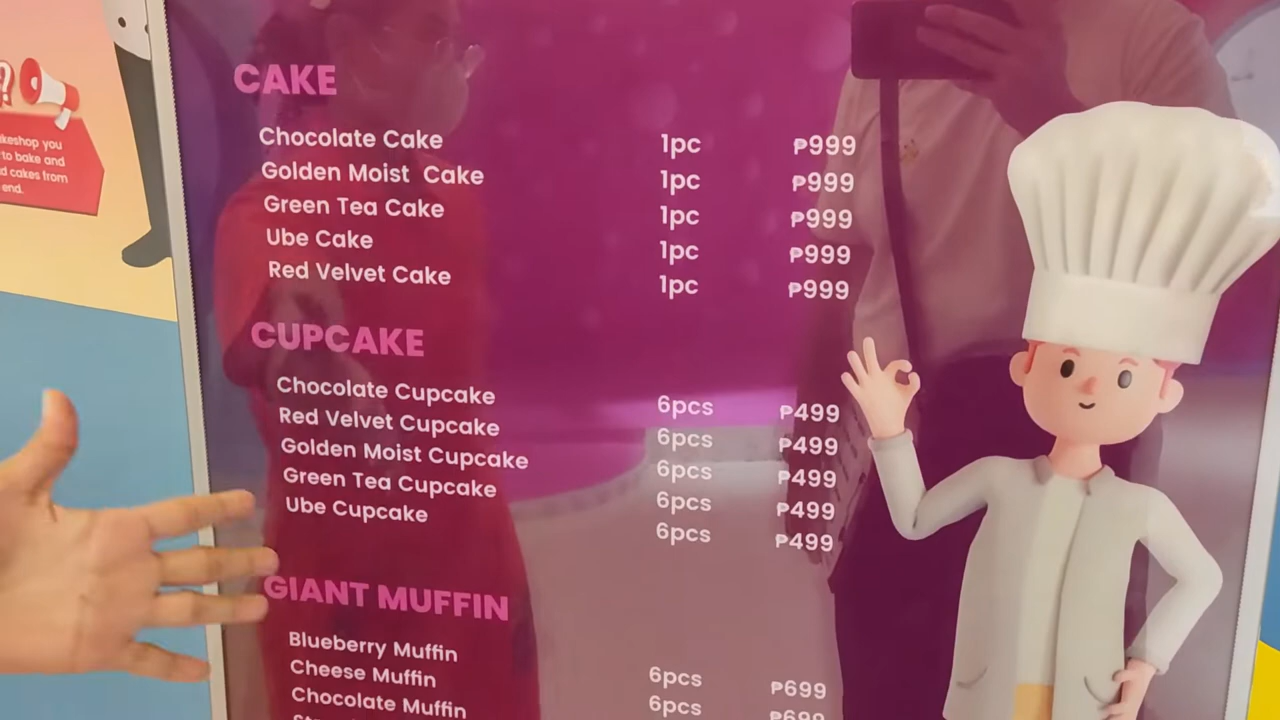 ?
keshop you
to bake and
d cakes from
end.
CAKE
Chocolate Cake 1pc ₱999
Golden Moist Cake 1pc ₱999
Green Tea Cake 1pc ₱999
Ube Cake 1pc ₱999
Red Velvet Cake 1pc ₱999
CUPCAKE
Chocolate Cupcake 6pcs ₱499
Red Velvet Cupcake 6pcs ₱499
Golden Moist Cupcake 6pcs ₱499
Green Tea Cupcake 6pcs ₱499
Ube Cupcake 6pcs ₱499
GIANT MUFFIN
Blueberry Muffin 6pcs ₱699
Cheese Muffin 6pcs ₱699
Chocolate Muffin